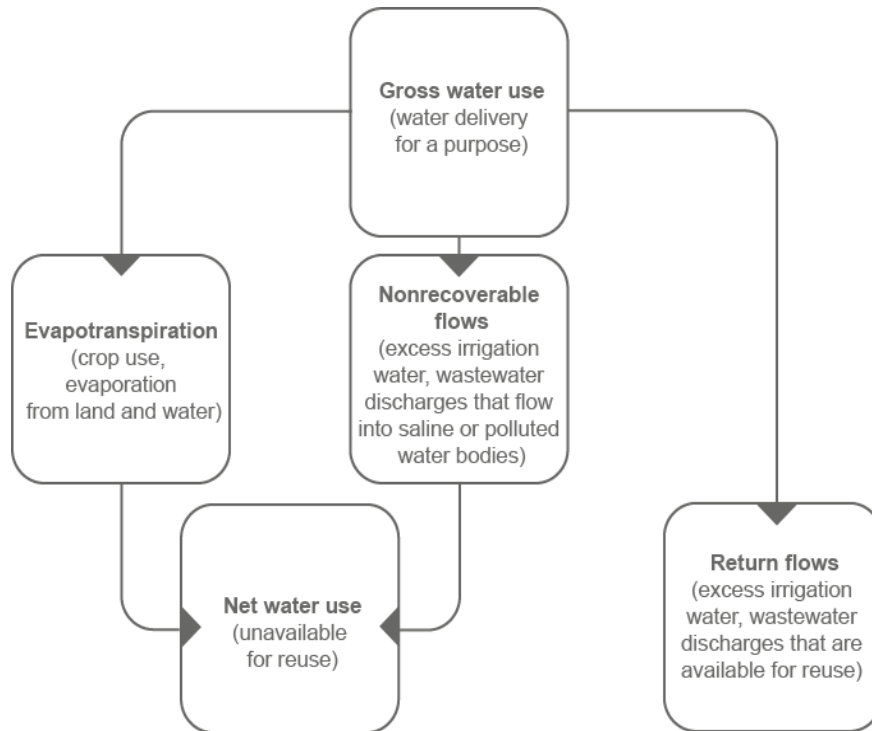 Gross water use
(water delivery
for a purpose)
Evapotranspiration
(crop use,
evaporation
from land and water)
Nonrecoverable
flows
(excess irrigation
water, wastewater
discharges that flow
into saline or polluted
water bodies)
Net water use
(unavailable
for reuse)
Return flows
(excess irrigation
water, wastewater
discharges that are
available for reuse)